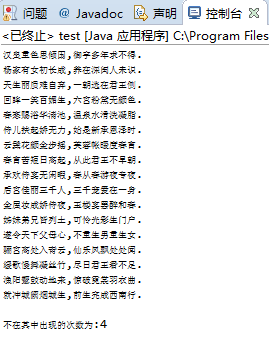 问题 @ Javadoc 声明 控制台
<已终止> test [Java 应用程序] C:\Program Files
汉皇重色思倾国，御宇多年求不得.
杨家有女初长成，养在深闺人未识.
天生丽质难自弃，一朝选在君王侧.
回眸一笑百媚生，六宫粉黛无颜色.
春寒赐浴华清池，温泉水清洗凝脂.
侍儿扶起娇无力，始是新承恩泽时.
云鬓花颜金步摇，芙蓉帐暖度春宵.
春宵苦短日高起，从此君王不早朝.
承欢侍宴无闲暇，春从春游夜专夜.
后宫佳丽三千人，三千宠爱在一身.
金屋妆成娇侍夜，玉楼宴罢醉和春.
姊妹弟兄皆列土，可怜光彩生门户.
遂令天下父母心，不重生男重生女.
骊宫高处入青云，仙乐风飘处处闻.
缓歌慢舞凝丝竹，尽日君王看不足.
渔阳鼙鼓动地来，惊破霓裳羽衣曲.
就冲城阙烟城生，前生完成西南行.
不在其中出现的次数为:4